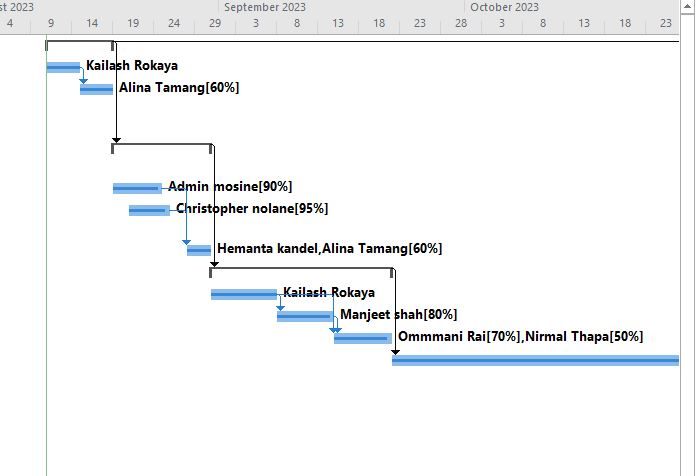 st 2023 September 2023 October 2023
4 9 14 19 24 29 3 8 13 18 23 28 3 8 13 18 23
Kailash Rokaya
Alina Tamang[60%]
Admin mosine[90%]
Christopher nolane[95%]
Hemanta kandel,Alina Tamang[60%]
Kailash Rokaya
Manjeet shah[80%]
Ommmani Rai[70%],Nirmal Thapa[50%]